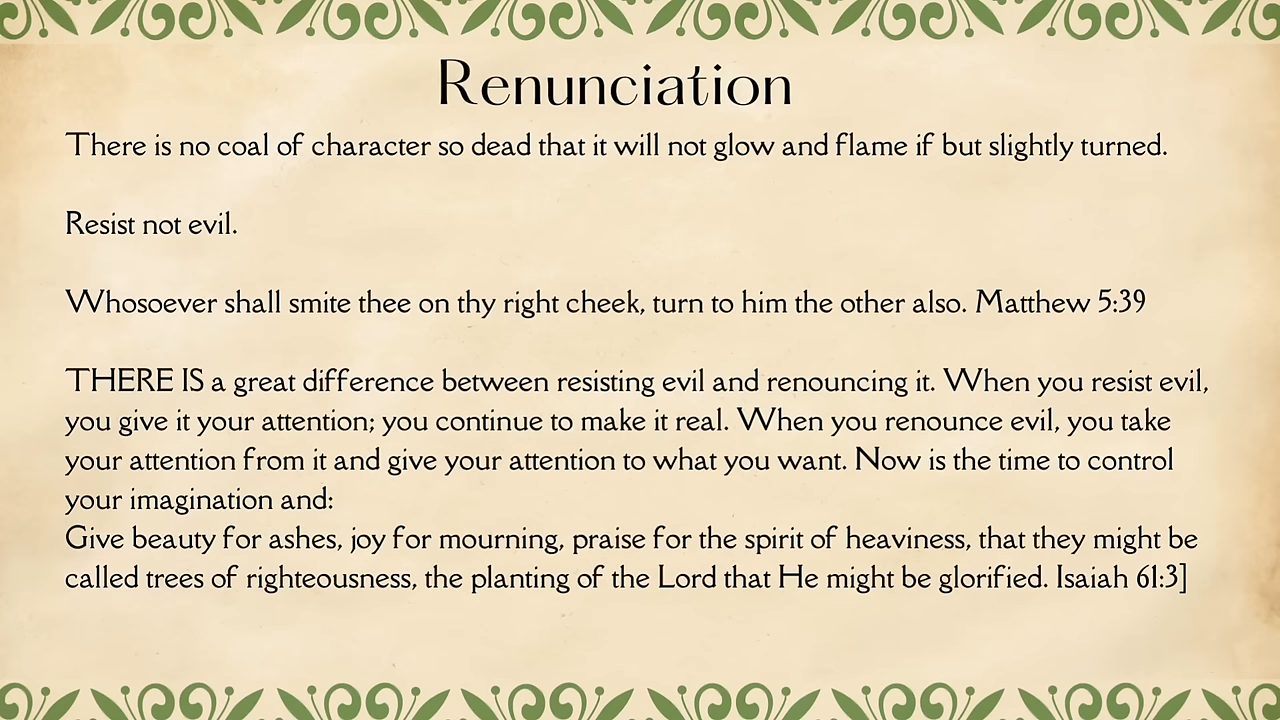 Renunciation
There is no coal of character so dead that it will not glow and flame if but slightly turned.
Resist not evil.
Whosoever shall smite thee on thy right cheek, turn to him the other also. Matthew 5:39
THERE IS a great difference between resisting evil and renouncing it. When you resist evil,
you give it your attention; you continue to make it real. When you renounce evil, you take
your attention from it and give your attention to what you want. Now is the time to control
your imagination and:
Give beauty for ashes, joy for mourning, praise for the spirit of heaviness, that they might be
called trees of righteousness, the planting of the Lord that He might be glorified. Isaiah 61:3]